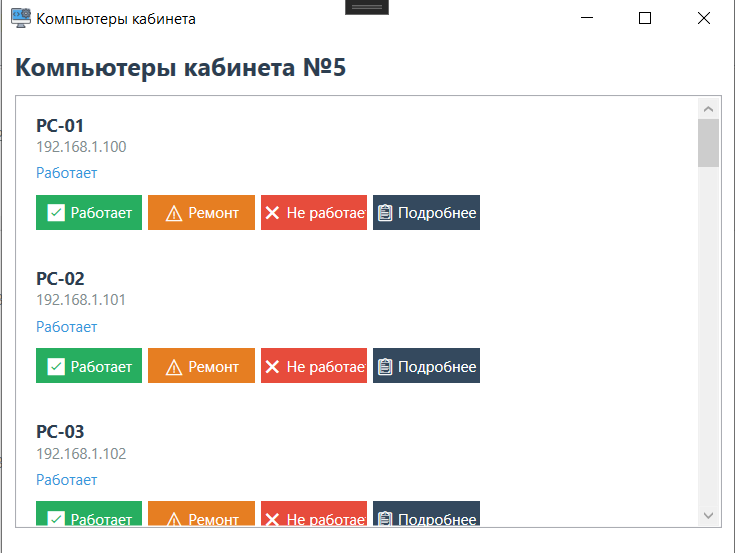 Компьютеры кабинета
Компьютеры кабинета №5
PC-01
192.168.1.100
Работает
Работает Ремонт Не работае Подробнее
PC-02
192.168.1.101
Работает
Работает Ремонт Не работае Подробнее
PC-03
192.168.1.102
Работает
Работает Ремонт Не работае Подробнее